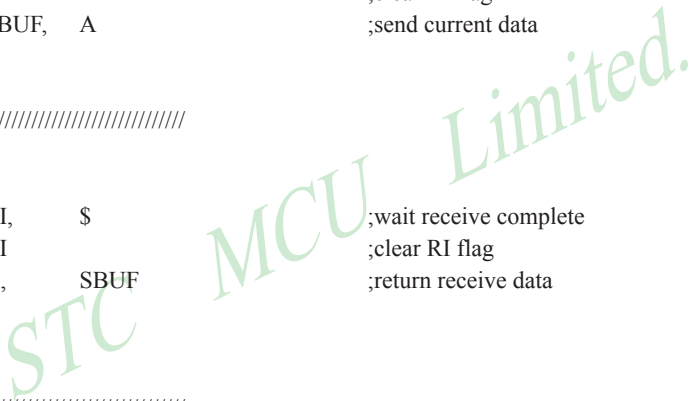 BUF, A ;send current data
///////////////////////////////
I, $ ;wait receive complete
I ;clear RI flag
, SBUF ;return receive data
STC MCU Limited.